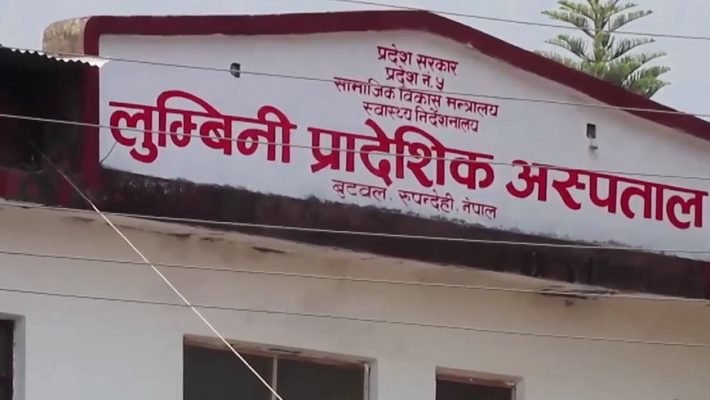 प्रदेश सरकार
प्रदेश नं. ५
सामाजिक विकास मन्त्रालय
स्वास्थ्य निर्देशनालय
लुम्बिनी प्रादेशिक अस्पताल
बुटवल, रुपन्देही, नेपाल